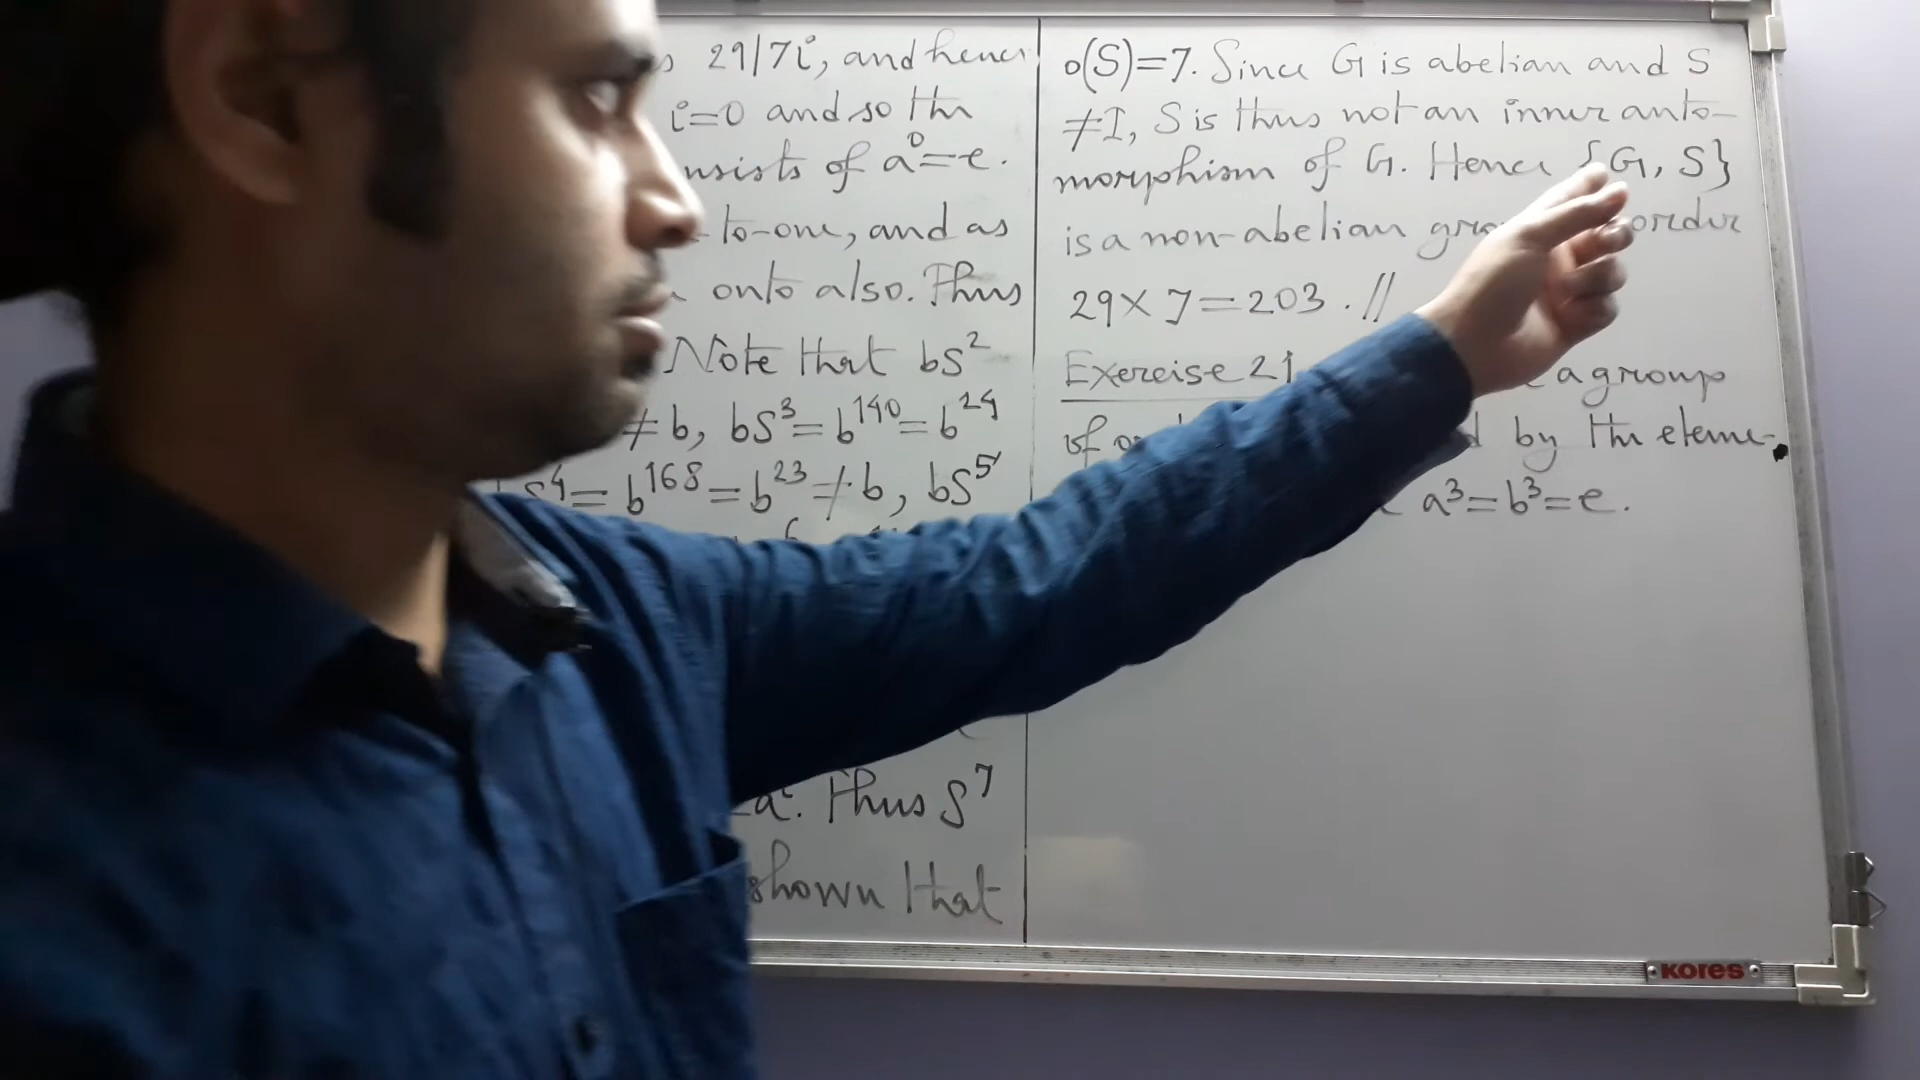 29/7i, and hence
i=0 and so the
nsists of a⁰=e.
-to-one, and as
onto also. Thus
Note that bS²
≠b, bS³=b¹⁴⁰=b²⁴
S⁴=b¹⁶⁸=b²³≠b, bS⁵
Thus S⁷
shown that
o(S)=7. Since G is abelian and S
≠I, S is thus not an inner auto-
morphism of G. Hence {G, S}
is a non-abelian gro order
29×7=203.//
Exercise 21 a group
of by the eleme-
a³=b³=e.
KORES